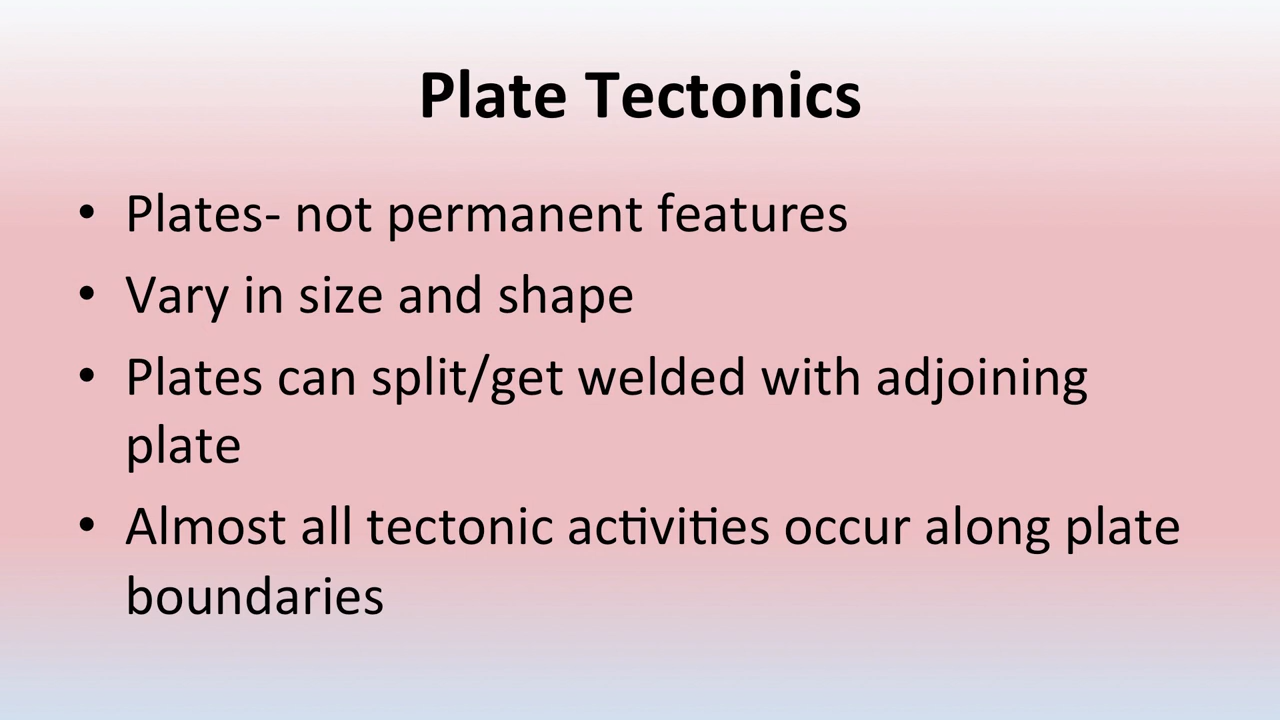 Plate Tectonics
• Plates- not permanent features
• Vary in size and shape
• Plates can split/get welded with adjoining
plate
• Almost all tectonic activities occur along plate
boundaries